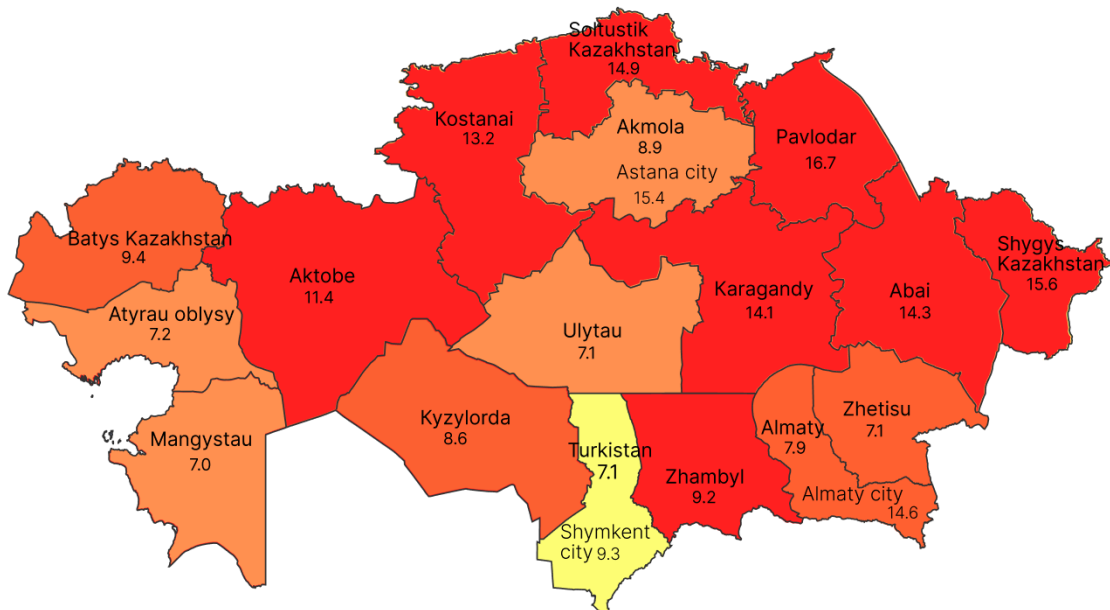 Soltustik
Kazakhstan
14.9
Kostanai
13.2
Akmola
8.9
Astana city
15.4
Pavlodar
16.7
Batys Kazakhstan
9.4
Aktobe
11.4
Shygys
Kazakhstan
15.6
Karagandy
14.1
Abai
14.3
Atyrau oblysy
7.2
Ulytau
7.1
Mangystau
7.0
Kyzylorda
8.6
Turkistan
7.1
Zhambyl
9.2
Almaty
7.9
Zhetisu
7.1
Almaty city
14.6
Shymkent
city 9.3